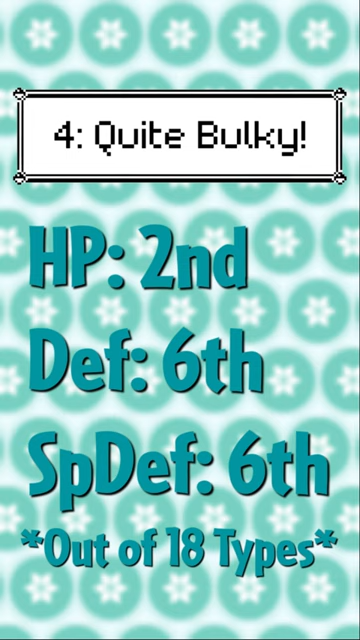 4: Quite Bulky!
HP: 2nd
Def: 6th
SpDef: 6th
*Out of 18 Types*